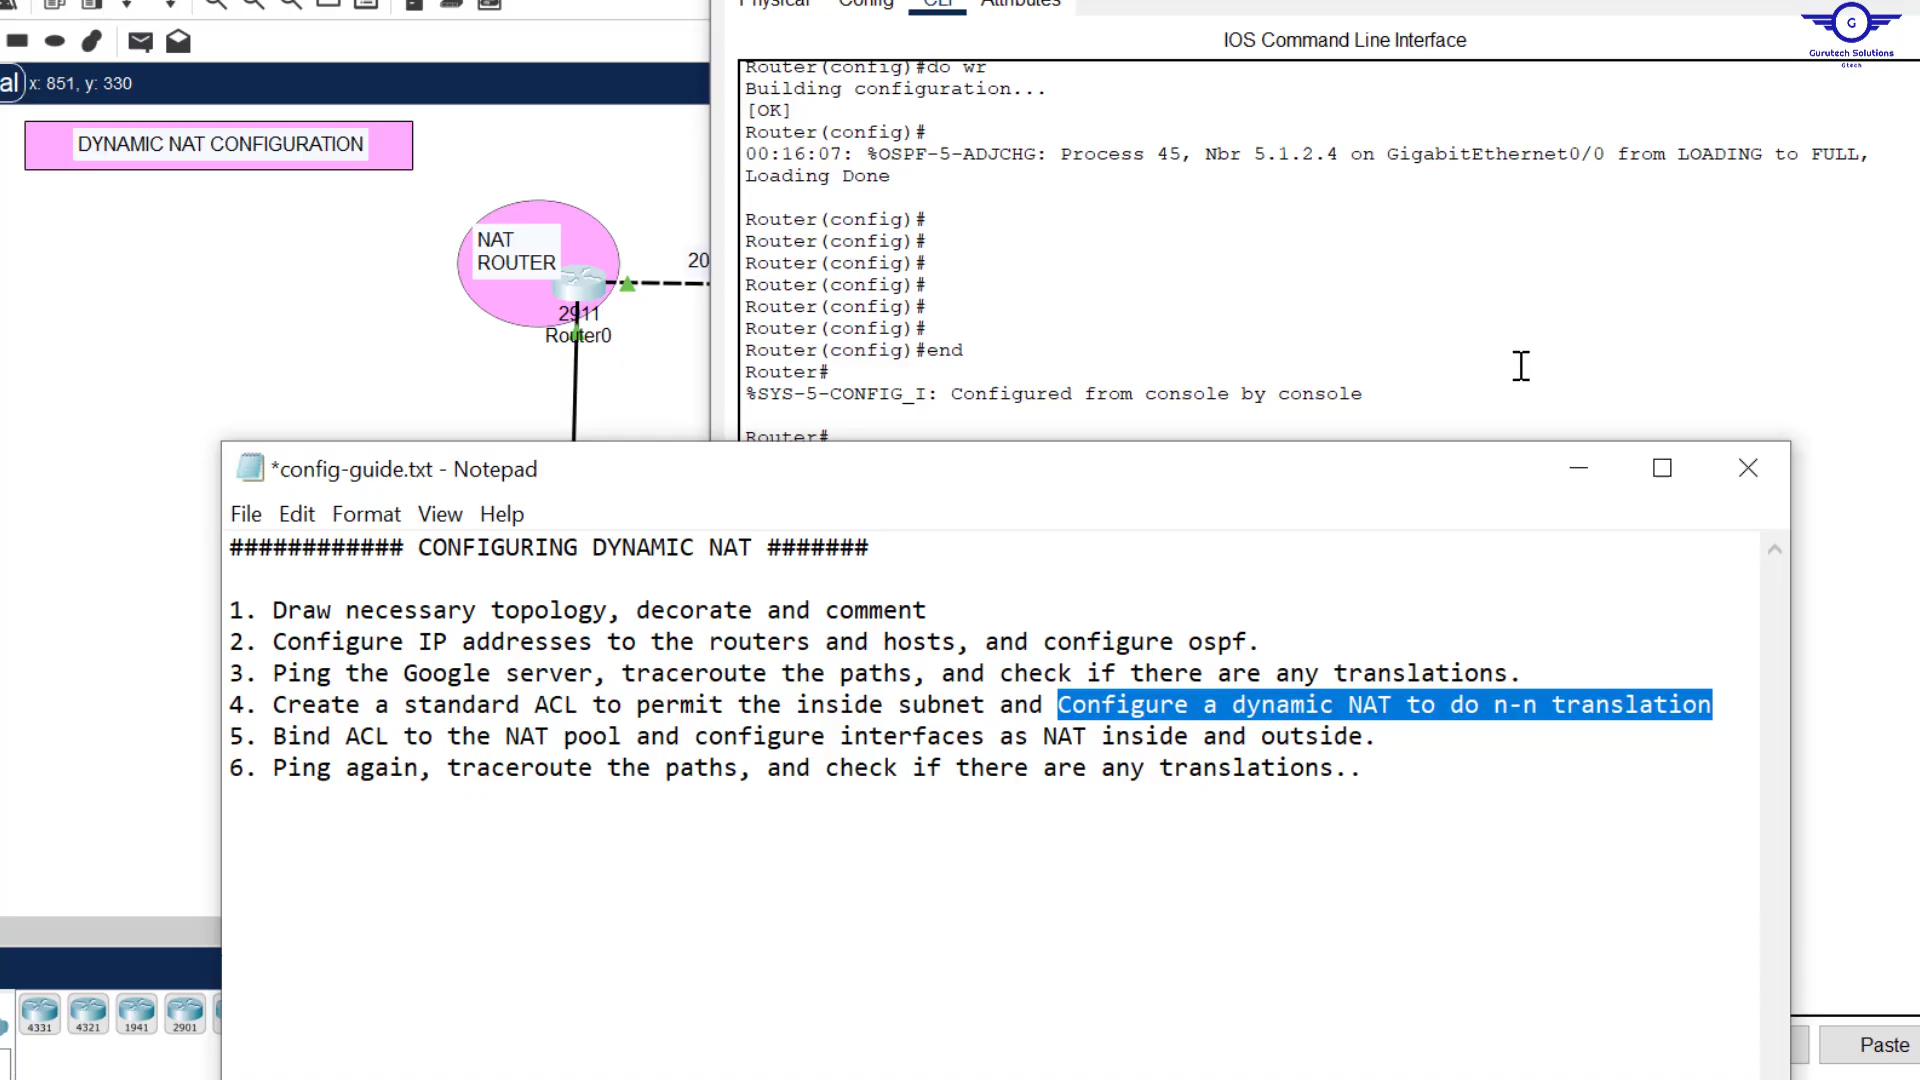 Physical Config CLI Attributes
G
Gurutech Solutions
Gtech
IOS Command Line Interface
al x: 851, y: 330
DYNAMIC NAT CONFIGURATION
NAT
ROUTER
20
2911
Router0
Router(config)#do wr
Building configuration...
[OK]
Router(config)#
00:16:07: %OSPF-5-ADJCHG: Process 45, Nbr 5.1.2.4 on GigabitEthernet0/0 from LOADING to FULL,
Loading Done
Router(config)#
Router(config)#
Router(config)#
Router(config)#
Router(config)#
Router(config)#
Router(config)#end
Router#
%SYS-5-CONFIG_I: Configured from console by console
Router#
*config-guide.txt - Notepad
File Edit Format View Help
############ CONFIGURING DYNAMIC NAT #######
1. Draw necessary topology, decorate and comment
2. Configure IP addresses to the routers and hosts, and configure ospf.
3. Ping the Google server, traceroute the paths, and check if there are any translations.
4. Create a standard ACL to permit the inside subnet and Configure a dynamic NAT to do n-n translation
5. Bind ACL to the NAT pool and configure interfaces as NAT inside and outside.
6. Ping again, traceroute the paths, and check if there are any translations..
4331 4321 1941 2901
Paste